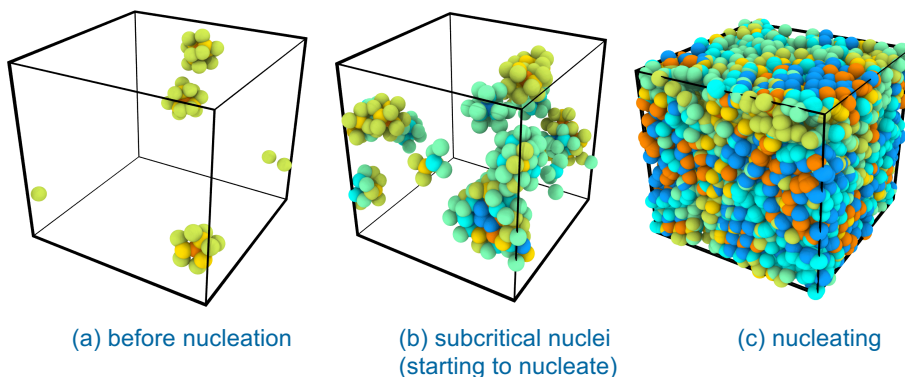 (a) before nucleation
(b) subcritical nuclei
(starting to nucleate)
(c) nucleating